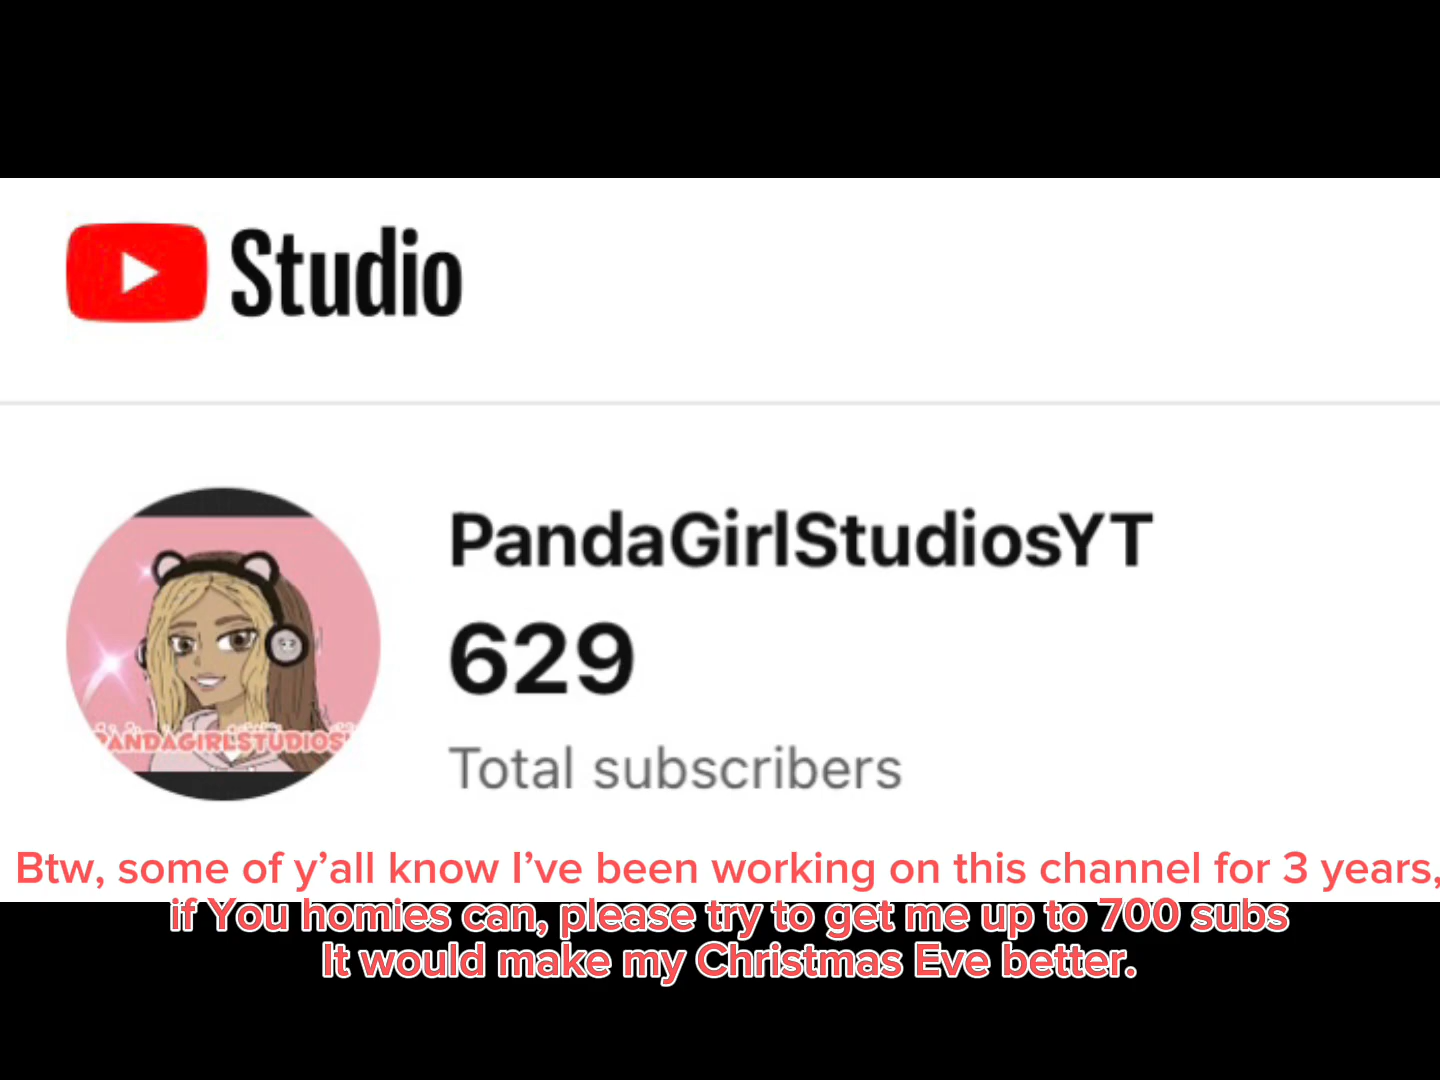 Studio
PandaGirlStudiosYT
629
Total subscribers
PANDAGIRLSTUDIOS
Btw, some of y’all know I’ve been working on this channel for 3 years,
if You homies can, please try to get me up to 700 subs
It would make my Christmas Eve better.